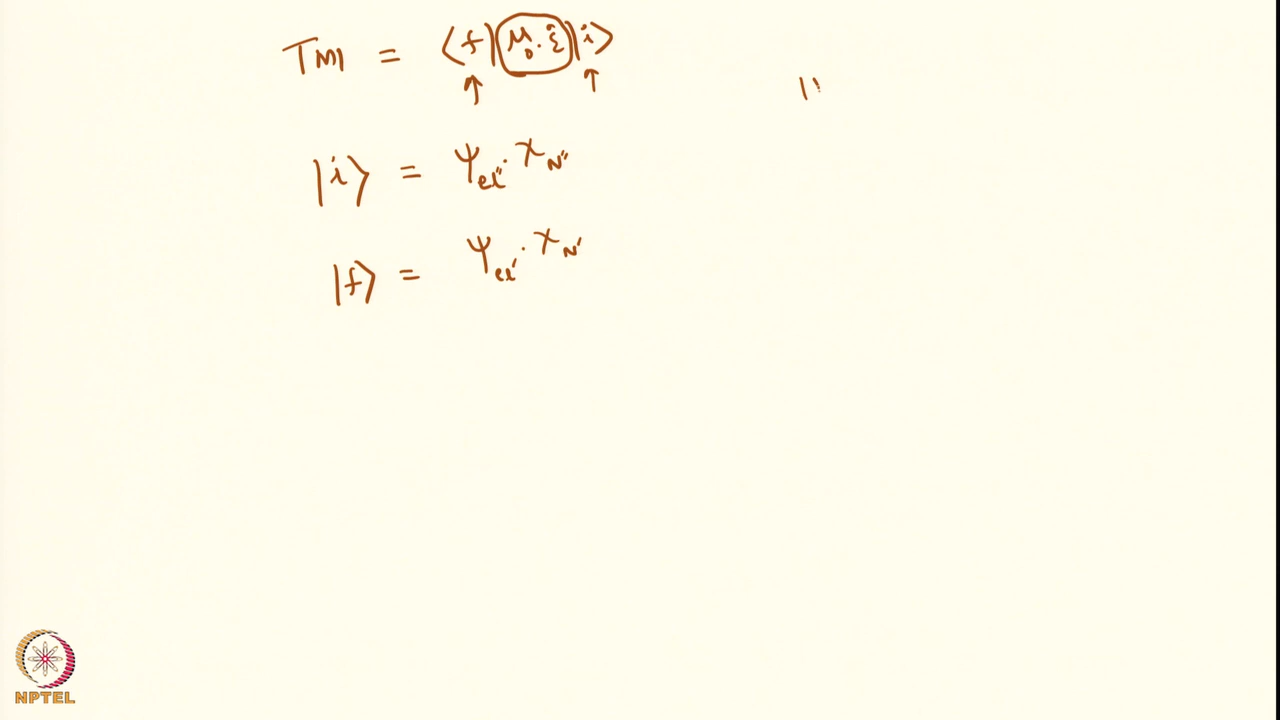 TMI = ⟨f|μ₀·ε̂|i⟩
"
|i⟩ = Ψel''·χN''
|f⟩ = Ψel'·χN'
NPTEL